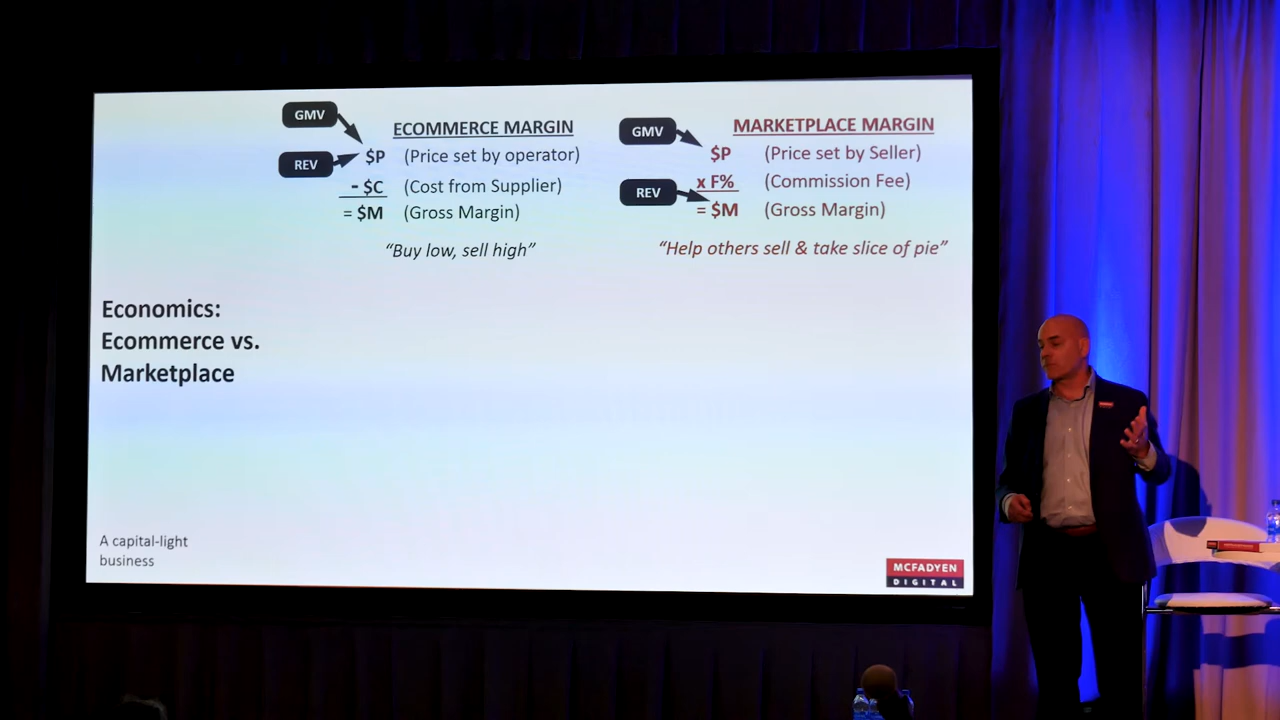 GMV
ECOMMERCE MARGIN
REV
$P (Price set by operator)
- $C (Cost from Supplier)
= $M (Gross Margin)
“Buy low, sell high”
GMV
MARKETPLACE MARGIN
$P (Price set by Seller)
x F% (Commission Fee)
REV
= $M (Gross Margin)
“Help others sell & take slice of pie”
Economics:
Ecommerce vs.
Marketplace
A capital-light
business
MCFADYEN
DIGITAL